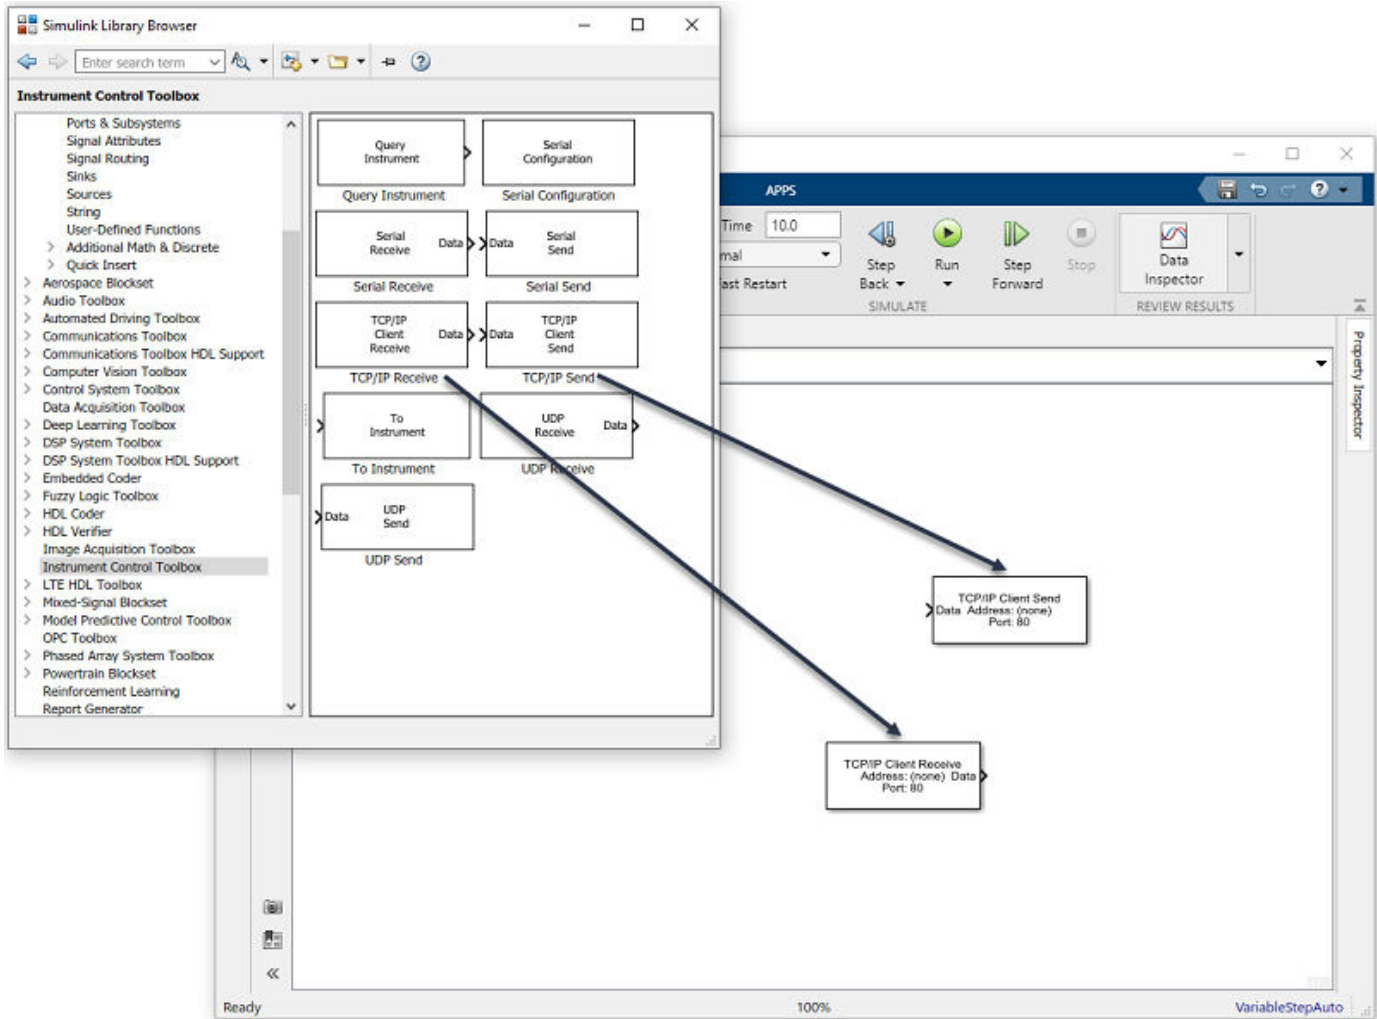 Simulink Library Browser
Enter search term
Instrument Control Toolbox
Ports & Subsystems
Signal Attributes
Signal Routing
Sinks
Sources
String
User-Defined Functions
Additional Math & Discrete
Quick Insert
Aerospace Blockset
Audio Toolbox
Automated Driving Toolbox
Communications Toolbox
Communications Toolbox HDL Support
Computer Vision Toolbox
Control System Toolbox
Data Acquisition Toolbox
Deep Learning Toolbox
DSP System Toolbox
DSP System Toolbox HDL Support
Embedded Coder
Fuzzy Logic Toolbox
HDL Coder
HDL Verifier
Image Acquisition Toolbox
Instrument Control Toolbox
LTE HDL Toolbox
Mixed-Signal Blockset
Model Predictive Control Toolbox
OPC Toolbox
Phased Array System Toolbox
Powertrain Blockset
Reinforcement Learning
Report Generator
Query
Instrument
Query Instrument
Serial
Configuration
Serial Configuration
Serial
Receive
Data
Serial Receive
Data
Serial
Send
Serial Send
TCP/IP
Client
Receive
Data
TCP/IP Receive
Data
TCP/IP
Client
Send
TCP/IP Send
To
Instrument
To Instrument
UDP
Receive
Data
UDP Receive
Data
UDP
Send
UDP Send
APPS
Time 10.0
mal
ast Restart
Step
Back
Run
Step
Forward
Stop
SIMULATE
Data
Inspector
REVIEW RESULTS
Property Inspector
TCP/IP Client Send
Data Address: (none)
Port: 80
TCP/IP Client Receive
Address: (none) Data
Port: 80
Ready
100%
VariableStepAuto